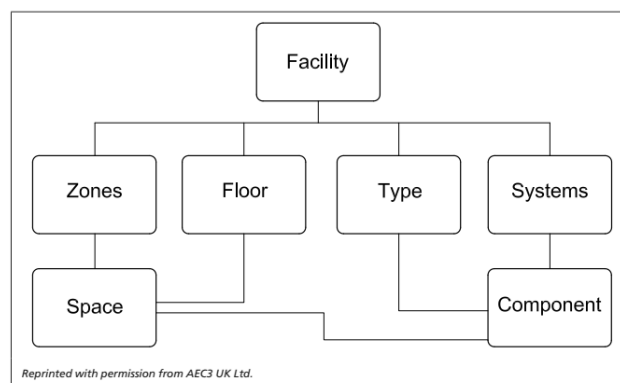 Facility
Zones
Floor
Type
Systems
Space
Component
Reprinted with permission from AEC3 UK Ltd.